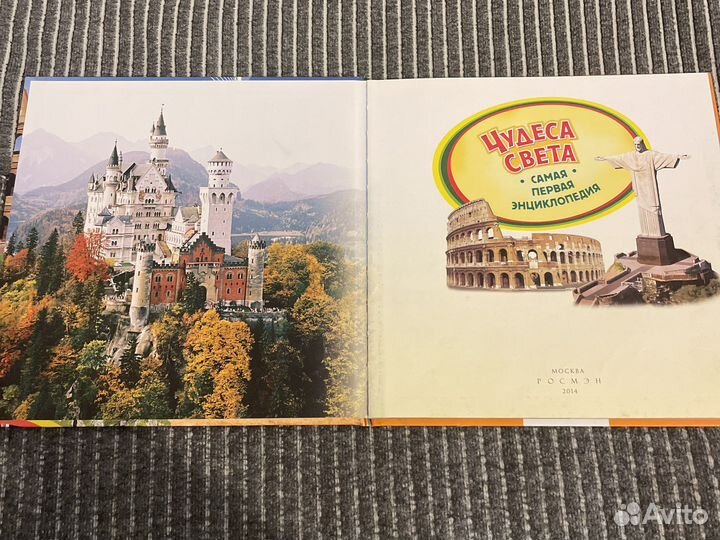 ЧУДЕСА
СВЕТА
• САМАЯ •
ПЕРВАЯ
ЭНЦИКЛОПЕДИЯ
МОСКВА
РОСМЭН
2014
Avito